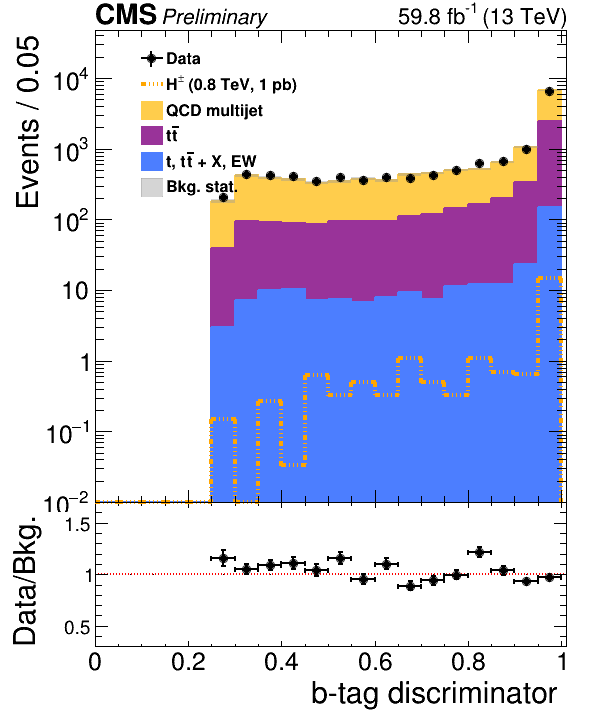 CMS Preliminary 59.8 fb⁻¹ (13 TeV)
Events / 0.05
10⁴
10³
10²
10
1
10⁻¹
10⁻²
Data
H± (0.8 TeV, 1 pb)
QCD multijet
tt̄
t, tt̄ + X, EW
Bkg. stat.
Data/Bkg.
1.5
1
0.5
0 0.2 0.4 0.6 0.8 1
b-tag discriminator